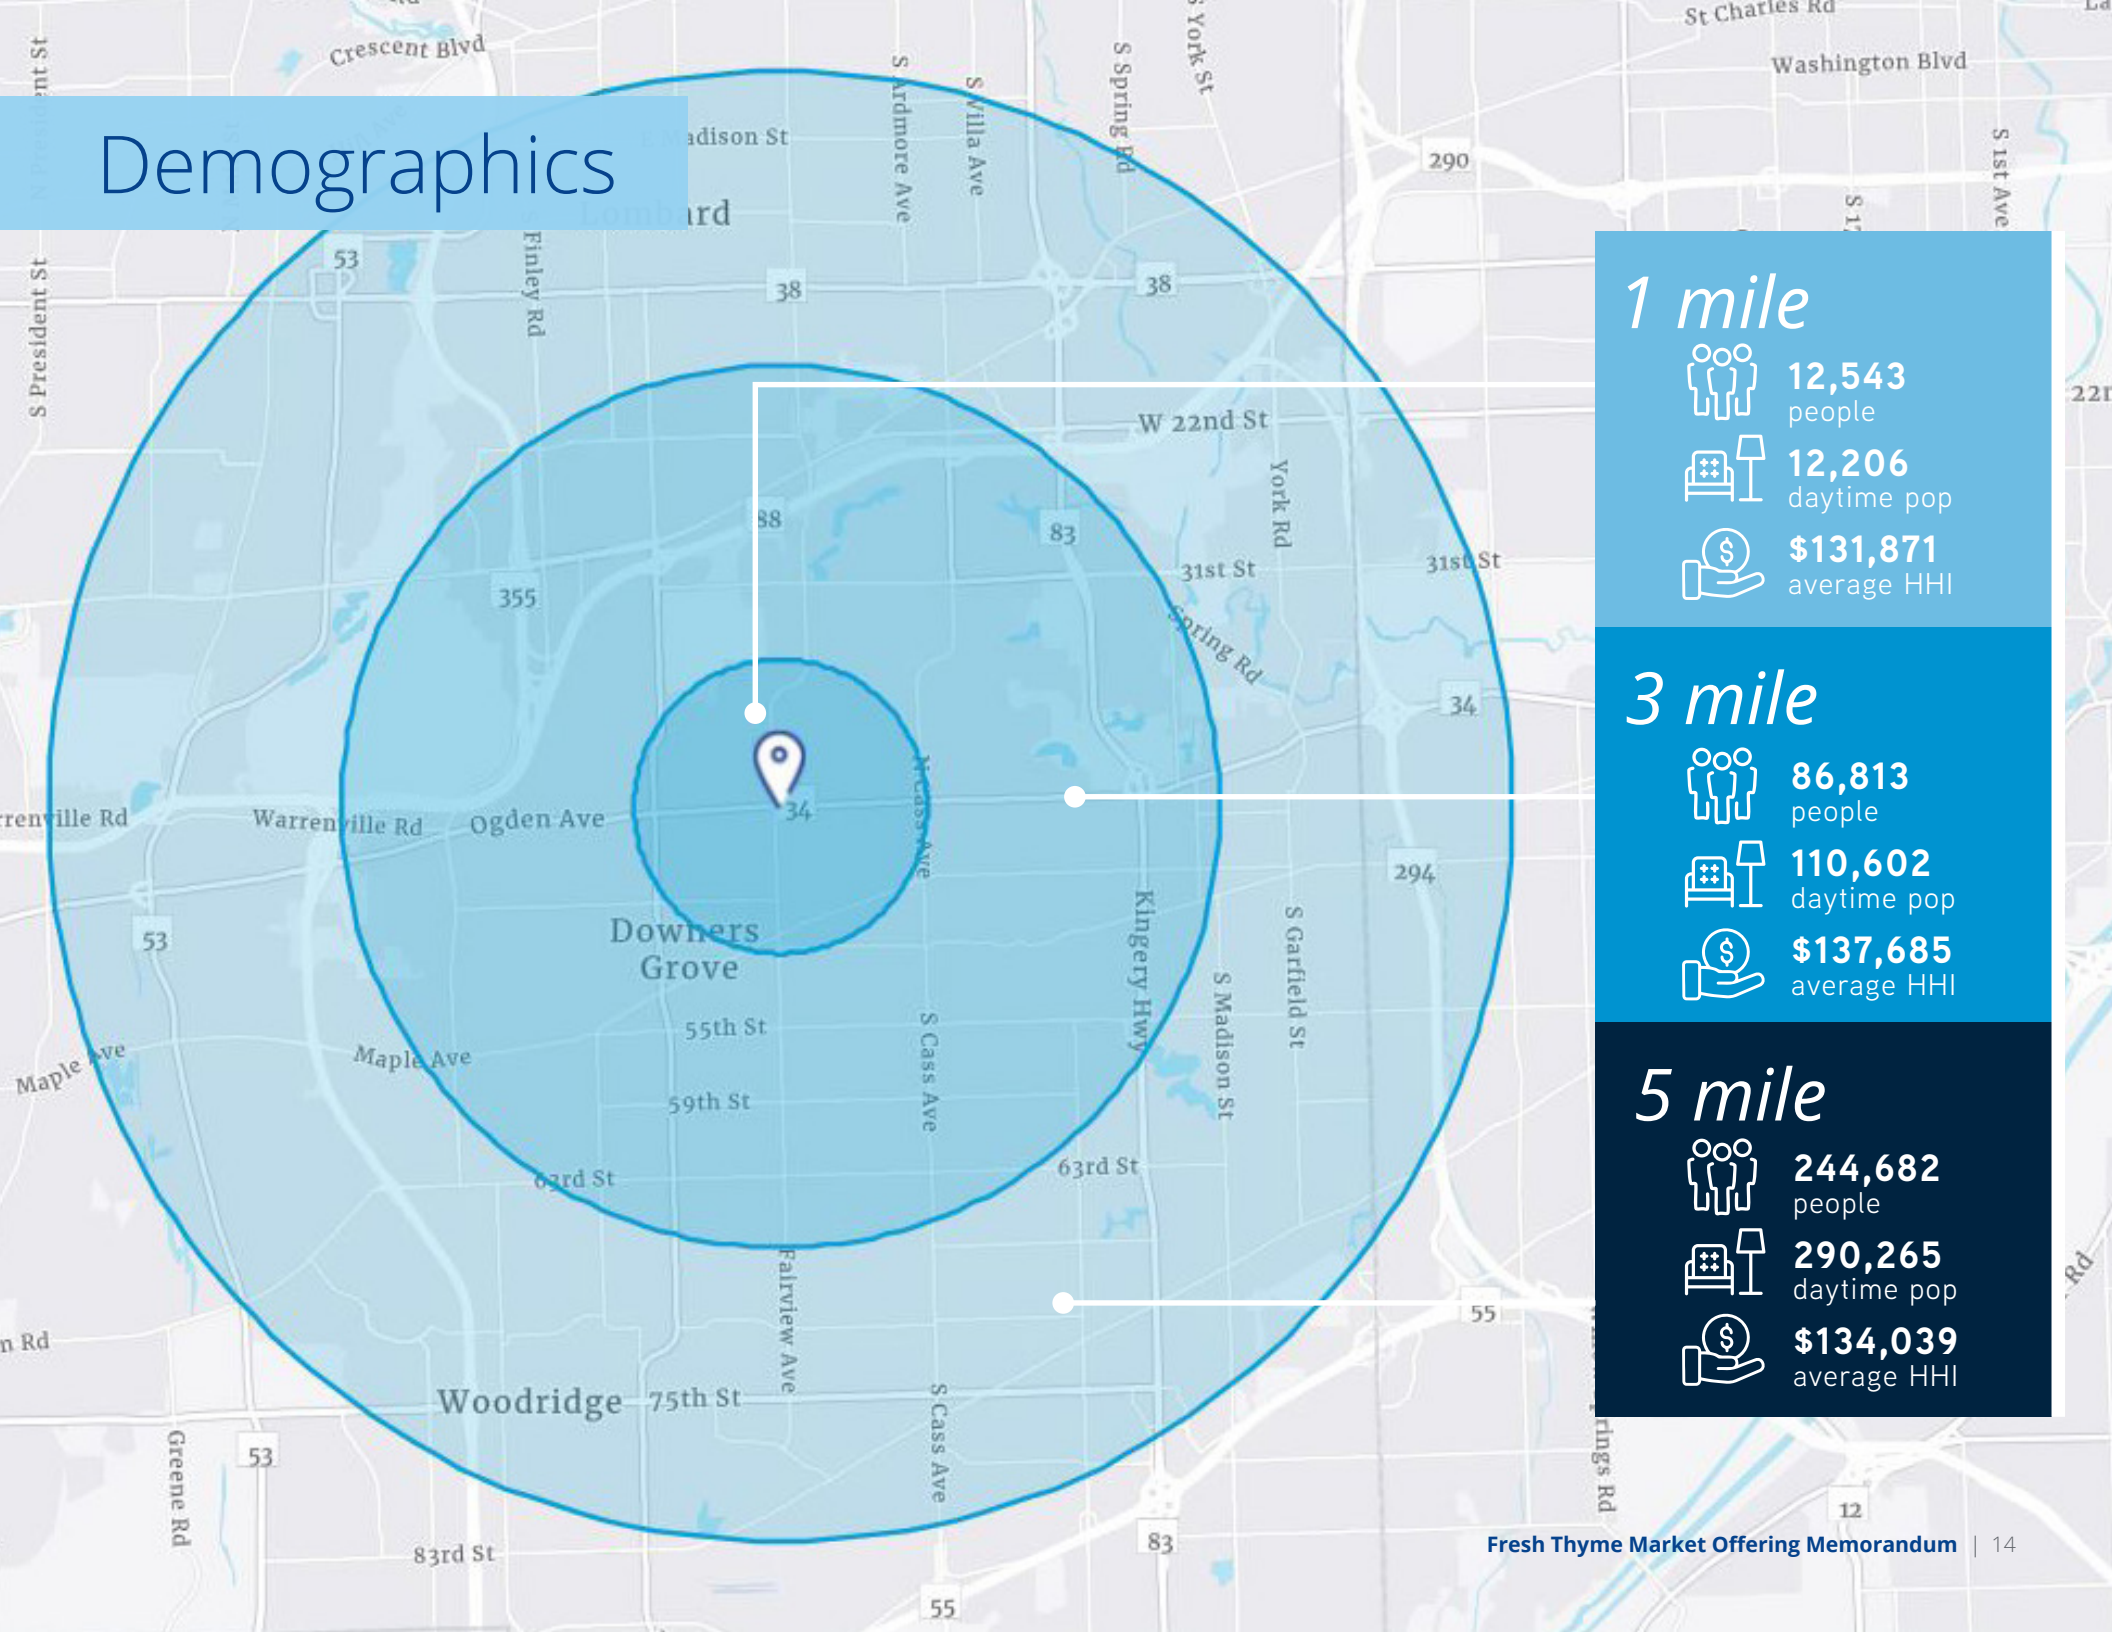 Crescent Blvd
St Charles Rd
Washington Blvd
S York St
S Spring Rd
S Ardmore Ave
S Villa Ave
S 1st Ave
290
Demographics
Lombard
53
38
38
S Finley Rd
S President St
W 22nd St
York Rd
88
83
355
31st St
31st St
Spring Rd
34
34
Warrenville Rd
Ogden Ave
N Cass Ave
294
Downers
Grove
53
Kingery Hwy
S Garfield St
S Madison St
55th St
S Cass Ave
Maple Ave
Maple Ave
59th St
63rd St
63rd St
Fairview Ave
55
Woodridge
75th St
S Cass Ave
Greene Rd
53
83rd St
83
55
12
1 mile
12,543
people
12,206
daytime pop
$131,871
average HHI
3 mile
86,813
people
110,602
daytime pop
$137,685
average HHI
5 mile
244,682
people
290,265
daytime pop
$134,039
average HHI
Fresh Thyme Market Offering Memorandum | 14